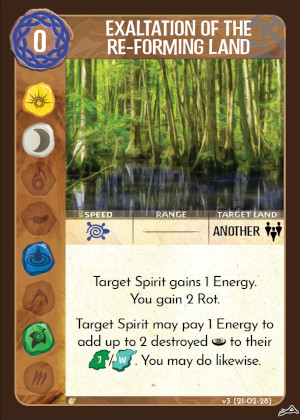 0
EXALTATION OF THE
RE-FORMING LAND
SPEED RANGE TARGET LAND
ANOTHER
Target Spirit gains 1 Energy.
You gain 2 Rot.
Target Spirit may pay 1 Energy to
add up to 2 destroyed to their
J / W . You may do likewise.
v3 (21-02-28)